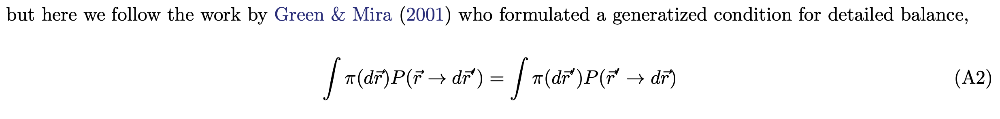 but here we follow the work by Green & Mira (2001) who formulated a generatized condition for detailed balance,
∫ π(dr⃗)P(r⃗ → dr⃗′) = ∫ π(dr⃗′)P(r⃗′ → dr⃗) (A2)